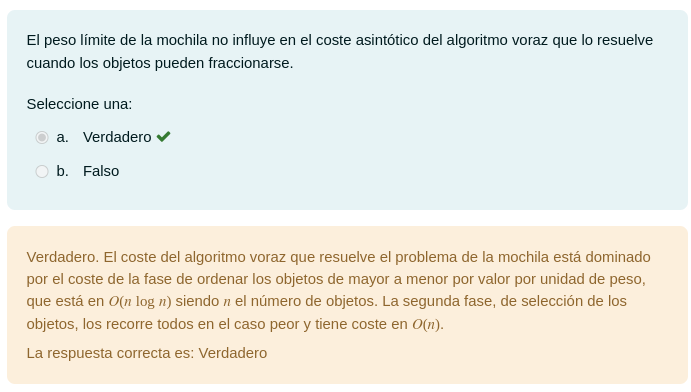 El peso límite de la mochila no influye en el coste asintótico del algoritmo voraz que lo resuelve
cuando los objetos pueden fraccionarse.
Seleccione una:
a. Verdadero
b. Falso
Verdadero. El coste del algoritmo voraz que resuelve el problema de la mochila está dominado
por el coste de la fase de ordenar los objetos de mayor a menor por valor por unidad de peso,
que está en O(n log n) siendo n el número de objetos. La segunda fase, de selección de los
objetos, los recorre todos en el caso peor y tiene coste en O(n).
La respuesta correcta es: Verdadero